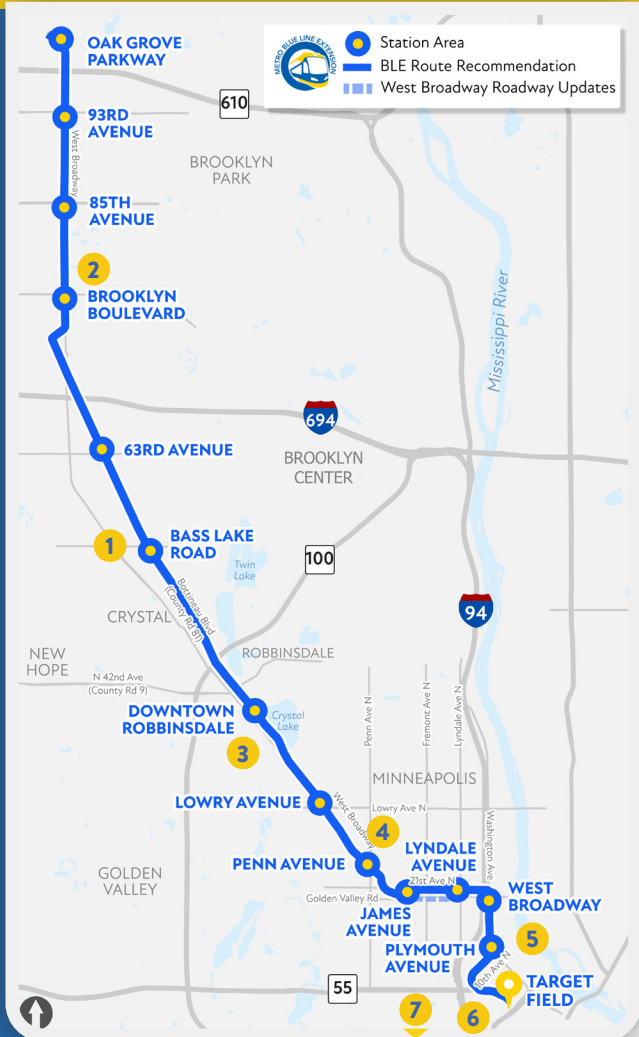 METRO BLUE LINE EXTENSION
Station Area
BLE Route Recommendation
West Broadway Roadway Updates
OAK GROVE
PARKWAY
610
93RD
AVENUE
West Broadway
BROOKLYN
PARK
85TH
AVENUE
2
BROOKLYN
BOULEVARD
Mississippi River
694
63RD AVENUE
BROOKLYN
CENTER
1
BASS LAKE
ROAD
100
Twin
Lake
94
Bottineau Blvd
(County Rd 81)
CRYSTAL
NEW
HOPE
ROBBINSDALE
N 42nd Ave
(County Rd 9)
Penn Ave N
Fremont Ave N
Lyndale Ave N
DOWNTOWN
ROBBINSDALE
Crystal
Lake
3
MINNEAPOLIS
LOWRY AVENUE
West Broadway
Lowry Ave N
Washington Ave
4
PENN AVENUE
LYNDALE
AVENUE
GOLDEN
VALLEY
21st Ave N
Golden Valley Rd
WEST
BROADWAY
JAMES
AVENUE
PLYMOUTH
AVENUE
5
10th Ave N
TARGET
FIELD
55
7
6